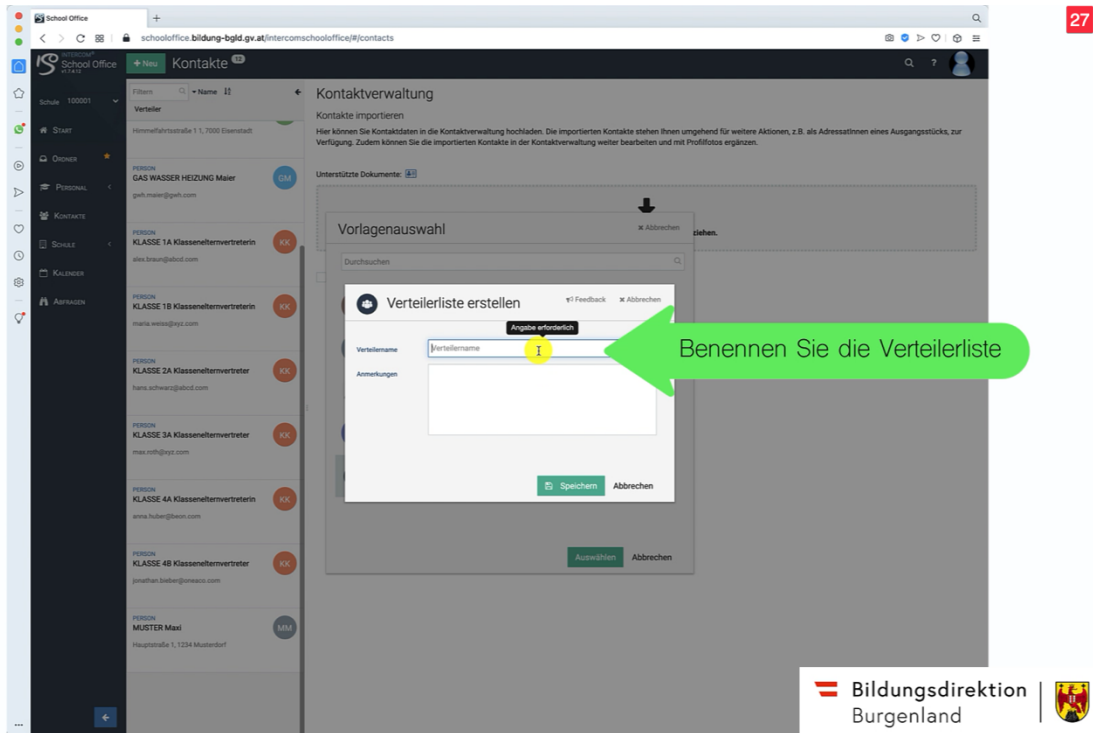 School Office
27
schooloffice.bildung-bgld.gv.at/intercomschooloffice/#/contacts
INTERCOM®
School Office
+ Neu
Kontakte 12
Schule 100001
START
ORDNER
PERSONAL
KONTAKTE
SCHULE
KALENDER
ABFRAGEN
Filtern
Name
Verteiler
Himmelfahrtsstraße 1 1, 7000 Eisenstadt
PERSON
GAS WASSER HEIZUNG Maier
GM
gwh.maier@gwh.com
PERSON
KLASSE 1A Klassenelternvertreterin
KK
alex.braun@abcd.com
PERSON
KLASSE 1B Klassenelternvertreterin
KK
maria.weiss@xyz.com
PERSON
KLASSE 2A Klassenelternvertreter
KK
hans.schwarz@abcd.com
PERSON
KLASSE 3A Klassenelternvertreter
KK
max.roth@xyz.com
PERSON
KLASSE 4A Klassenelternvertreterin
KK
anna.huber@beon.com
PERSON
KLASSE 4B Klassenelternvertreter
KK
jonathan.bieber@oneaco.com
PERSON
MUSTER Maxi
MM
Hauptstraße 1, 1234 Musterdorf
Kontaktverwaltung
Kontakte importieren
Hier können Sie Kontaktdaten in die Kontaktverwaltung hochladen. Die importierten Kontakte stehen Ihnen umgehend für weitere Aktionen, z.B. als AdressatInnen eines Ausgangsstücks, zur
Verfügung. Zudem können Sie die importierten Kontakte in der Kontaktverwaltung weiter bearbeiten und mit Profilfotos ergänzen.
Unterstützte Dokumente:
ziehen.
Vorlagenauswahl
Abbrechen
Durchsuchen
Verteilerliste erstellen
Feedback
Abbrechen
Angabe erforderlich
Verteilername
Verteilername
Anmerkungen
Speichern
Abbrechen
Auswählen
Abbrechen
Benennen Sie die Verteilerliste
Bildungsdirektion
Burgenland